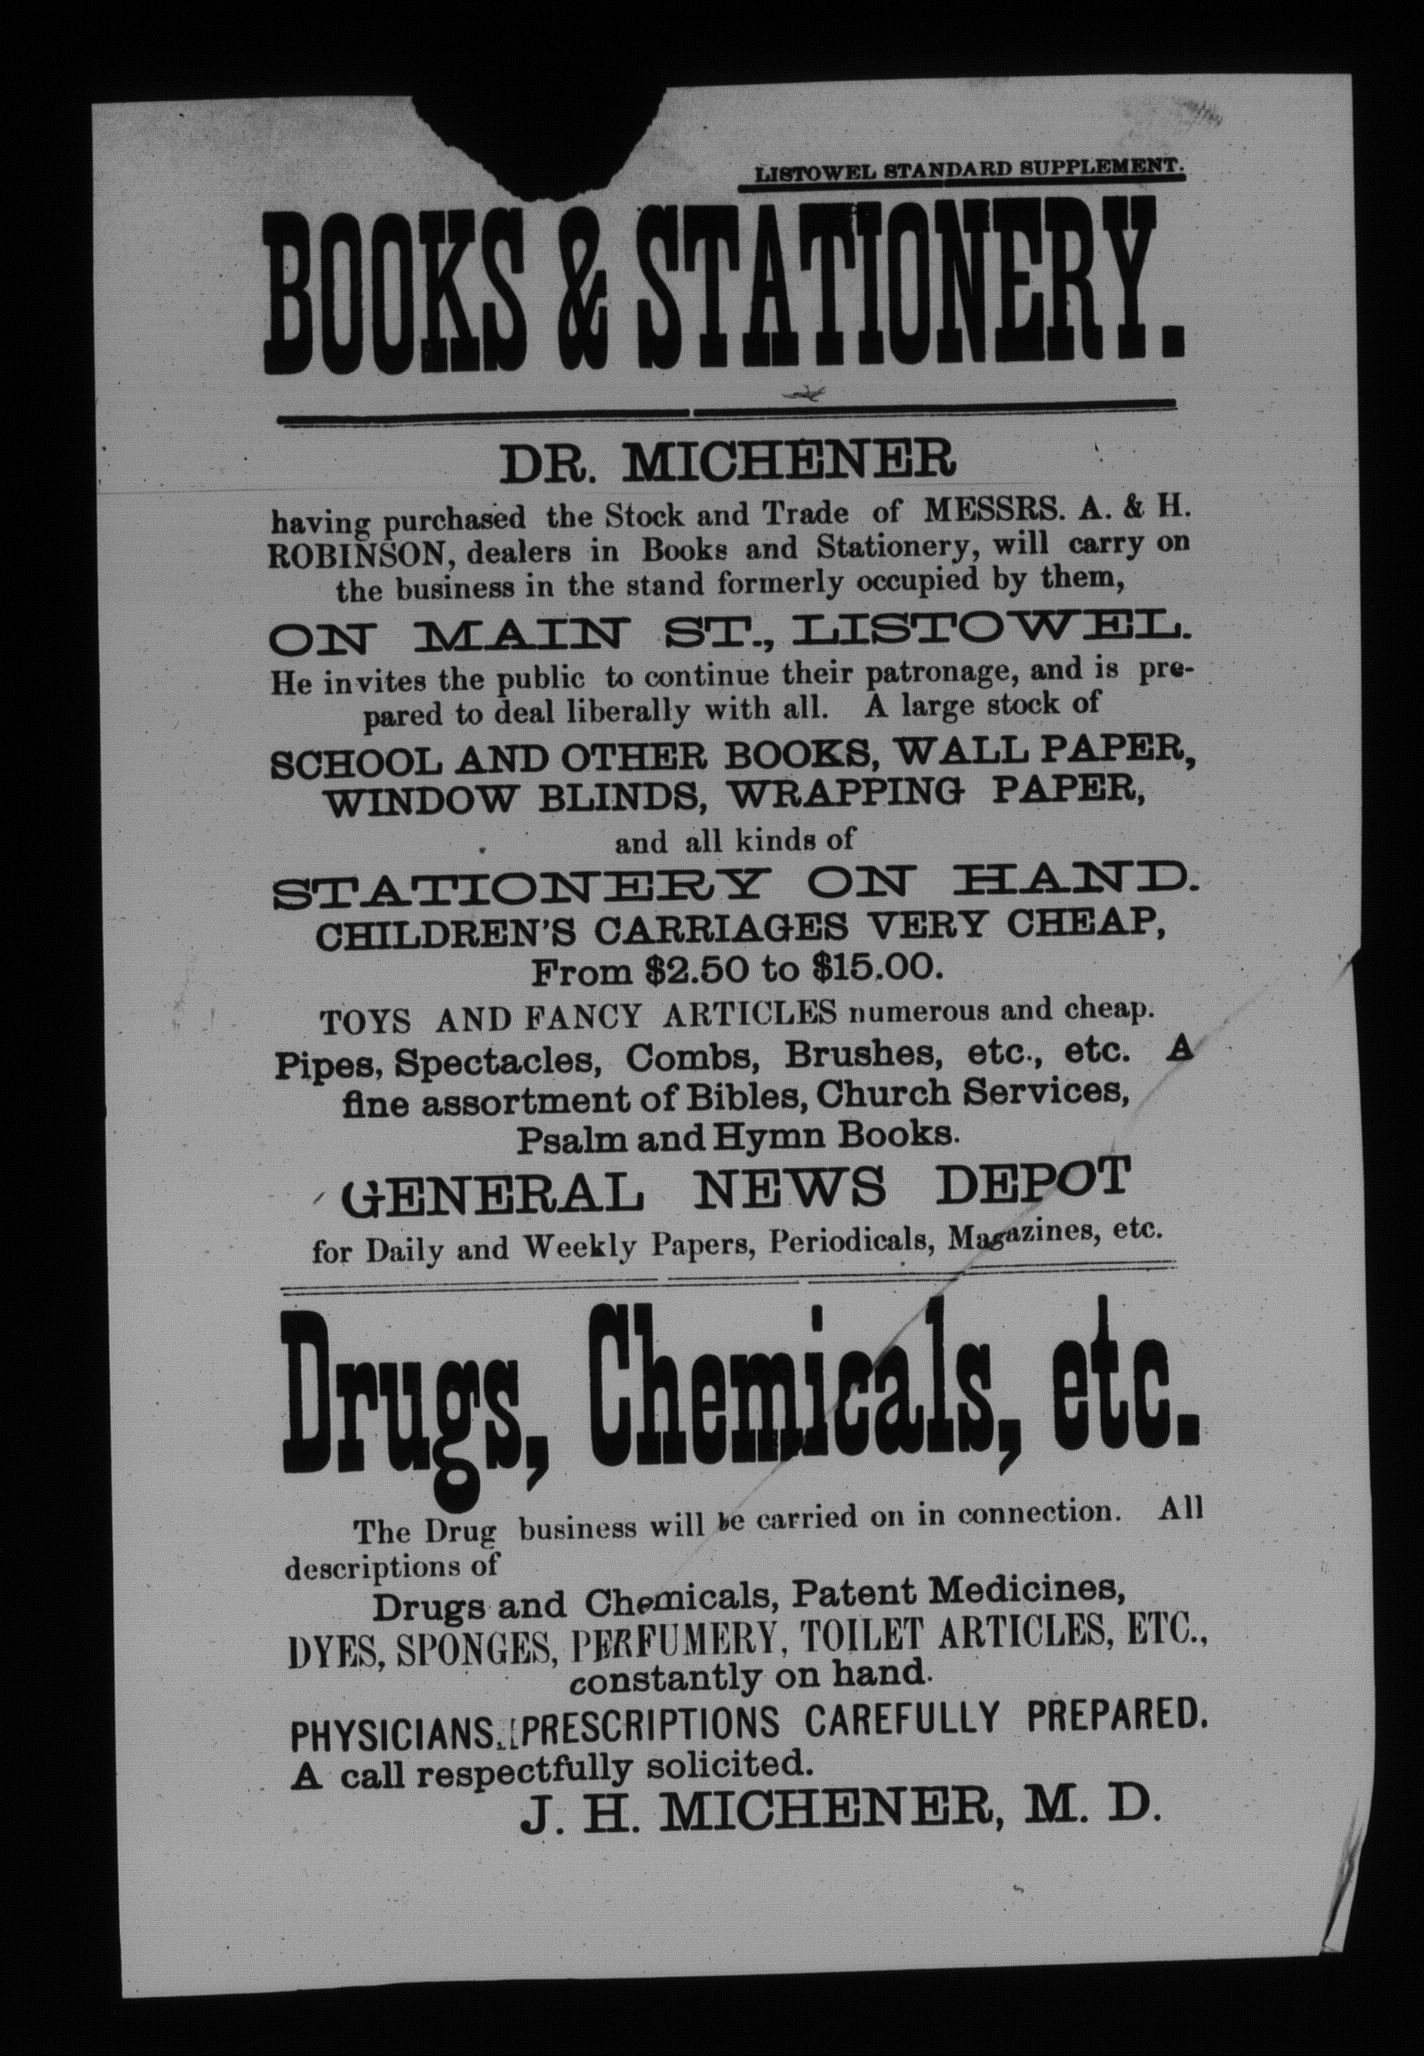 LISTOWEL STANDARD SUPPLEMENT.
BOOKS & STATIONERY.
DR. MICHENER
having purchased the Stock and Trade of MESSRS. A. & H.
ROBINSON, dealers in Books and Stationery, will carry on
the business in the stand formerly occupied by them,
ON MAIN ST., LISTOWEL.
He invites the public to continue their patronage, and is pre-
pared to deal liberally with all. A large stock of
SCHOOL AND OTHER BOOKS, WALL PAPER,
WINDOW BLINDS, WRAPPING PAPER,
and all kinds of
STATIONERY ON HAND.
CHILDREN'S CARRIAGES VERY CHEAP,
From $2.50 to $15.00.
TOYS AND FANCY ARTICLES numerous and cheap.
Pipes, Spectacles, Combs, Brushes, etc., etc. A
fine assortment of Bibles, Church Services,
Psalm and Hymn Books.
GENERAL NEWS DEPOT
for Daily and Weekly Papers, Periodicals, Magazines, etc.
Drugs, Chemicals, etc.
The Drug business will be carried on in connection. All
descriptions of
Drugs and Chemicals, Patent Medicines,
DYES, SPONGES, PERFUMERY, TOILET ARTICLES, ETC.,
constantly on hand.
PHYSICIANS. PRESCRIPTIONS CAREFULLY PREPARED.
A call respectfully solicited.
J. H. MICHENER, M. D.